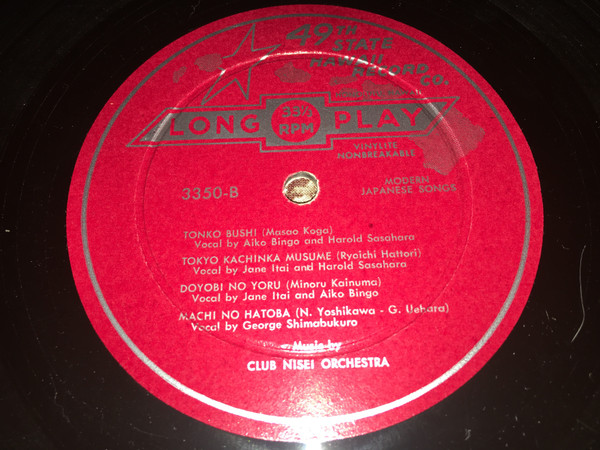 49TH
STATE
HAWAII
RECORD
CO.
LONG 33⅓ RPM PLAY
VINYLITE
NONBREAKABLE
3350-B
MODERN
JAPANESE SONGS
TONKO BUSHI (Masao Koga)
Vocal by Aiko Bingo and Harold Sasahara
TOKYO KACHINKA MUSUME (Ryoichi Hattori)
Vocal by Jane Itai and Harold Sasahara
DOYOBI NO YORU (Minoru Kainuma)
Vocal by Jane Itai and Aiko Bingo
MACHI NO HATOBA (N. Yoshikawa - G. Uehara)
Vocal by George Shimabukuro
Music by
CLUB NISEI ORCHESTRA